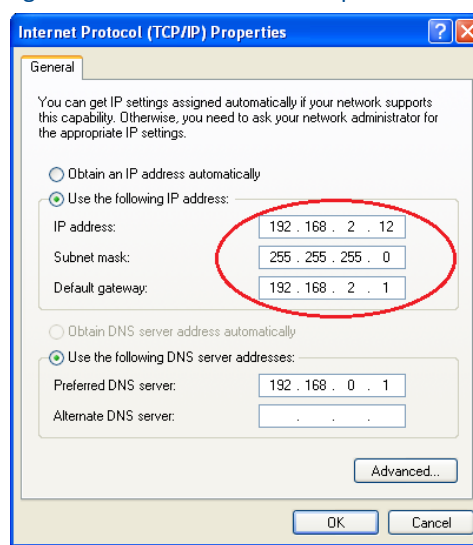 Internet Protocol (TCP/IP) Properties
General
You can get IP settings assigned automatically if your network supports
this capability. Otherwise, you need to ask your network administrator for
the appropriate IP settings.
Obtain an IP address automatically
Use the following IP address:
IP address: 192 . 168 . 2 . 12
Subnet mask: 255 . 255 . 255 . 0
Default gateway: 192 . 168 . 2 . 1
Obtain DNS server address automatically
Use the following DNS server addresses:
Preferred DNS server: 192 . 168 . 0 . 1
Alternate DNS server: . . .
Advanced...
OK Cancel